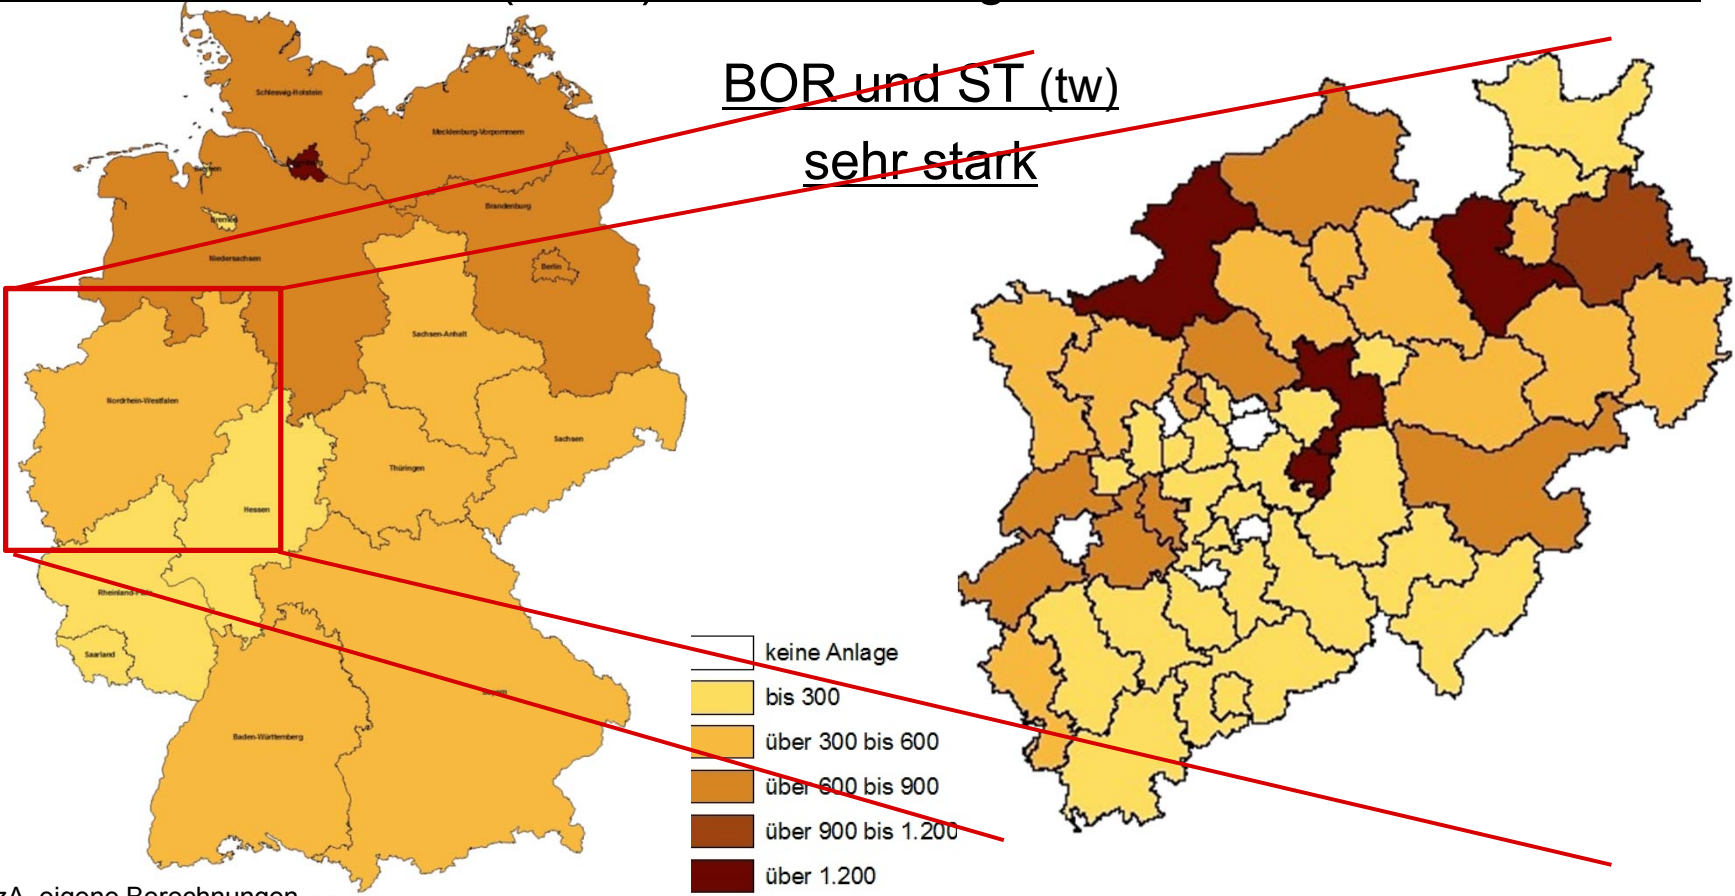 BOR und ST (tw)
sehr stark
Schleswig-Holstein
Mecklenburg-Vorpommern
Bremen
Brandenburg
Niedersachsen
Berlin
Sachsen-Anhalt
Nordrhein-Westfalen
Sachsen
Thüringen
Hessen
Saarland
Baden-Württemberg
keine Anlage
bis 300
über 300 bis 600
über 600 bis 900
über 900 bis 1.200
über 1.200
eigene Berechnungen